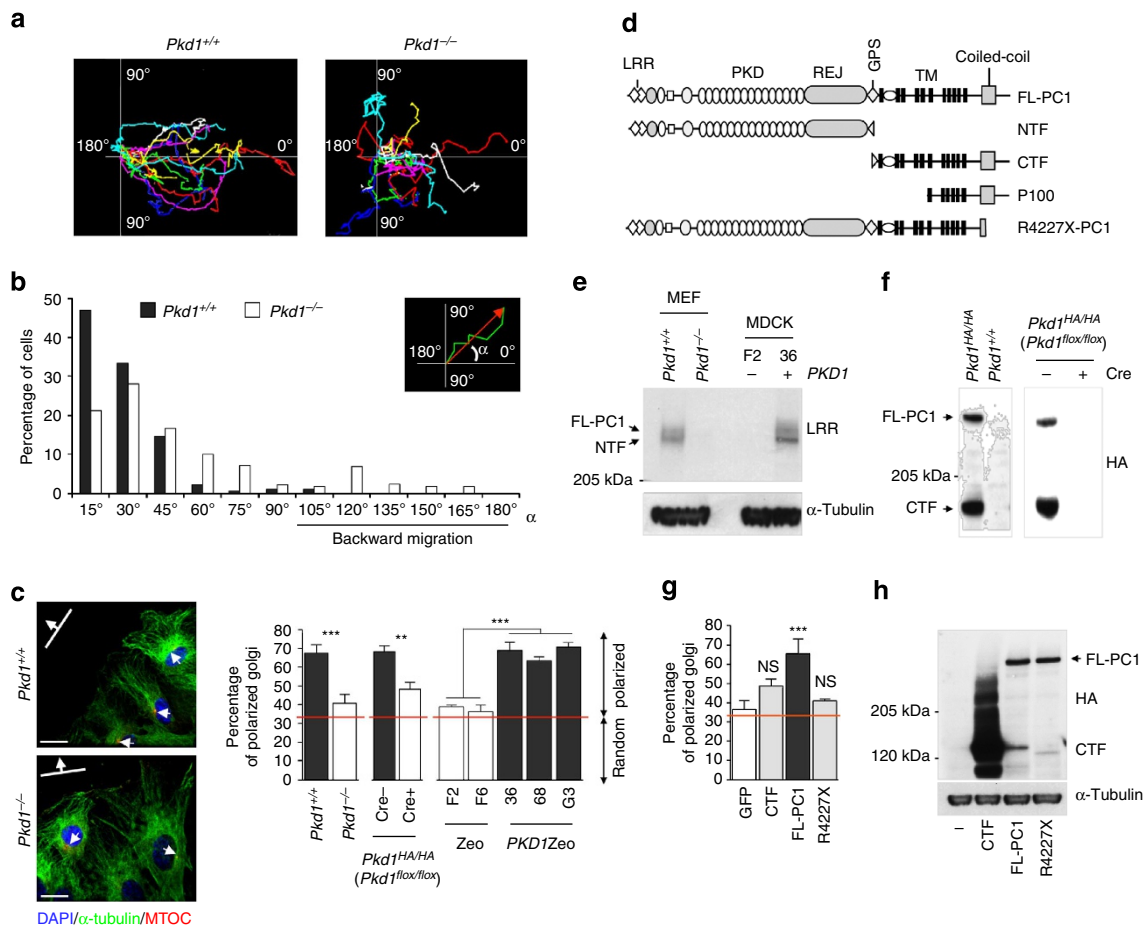 a
Pkd1+/+
Pkd1−/−
90°
180°
0°
90°
90°
180°
0°
90°
b
Percentage of cells
50
40
30
20
10
0
Pkd1+/+
Pkd1−/−
90°
180°
α
0°
90°
15° 30° 45° 60° 75° 90° 105° 120° 135° 150° 165° 180° α
Backward migration
c
Pkd1+/+
Pkd1−/−
DAPI/α-tubulin/MTOC
Percentage
of polarized golgi
80
70
60
50
40
30
20
10
0
***
**
***
Random polarized
Pkd1+/+
Pkd1−/−
Cre−
Cre+
F2
F6
36
68
G3
Pkd1HA/HA
(Pkd1flox/flox)
Zeo
PKD1Zeo
d
LRR
PKD
REJ
GPS
TM
Coiled-coil
FL-PC1
NTF
CTF
P100
R4227X-PC1
e
MEF
Pkd1+/+
Pkd1−/−
MDCK
F2 36
− + PKD1
FL-PC1
NTF
LRR
205 kDa
α-Tubulin
f
Pkd1HA/HA
Pkd1+/+
Pkd1HA/HA
(Pkd1flox/flox)
− + Cre
FL-PC1
205 kDa
HA
CTF
g
Percentage
of polarized golgi
80
70
60
50
40
30
20
10
0
NS
***
NS
GFP
CTF
FL-PC1
R4227X
h
FL-PC1
HA
205 kDa
CTF
120 kDa
α-Tubulin
−
CTF
FL-PC1
R4227X